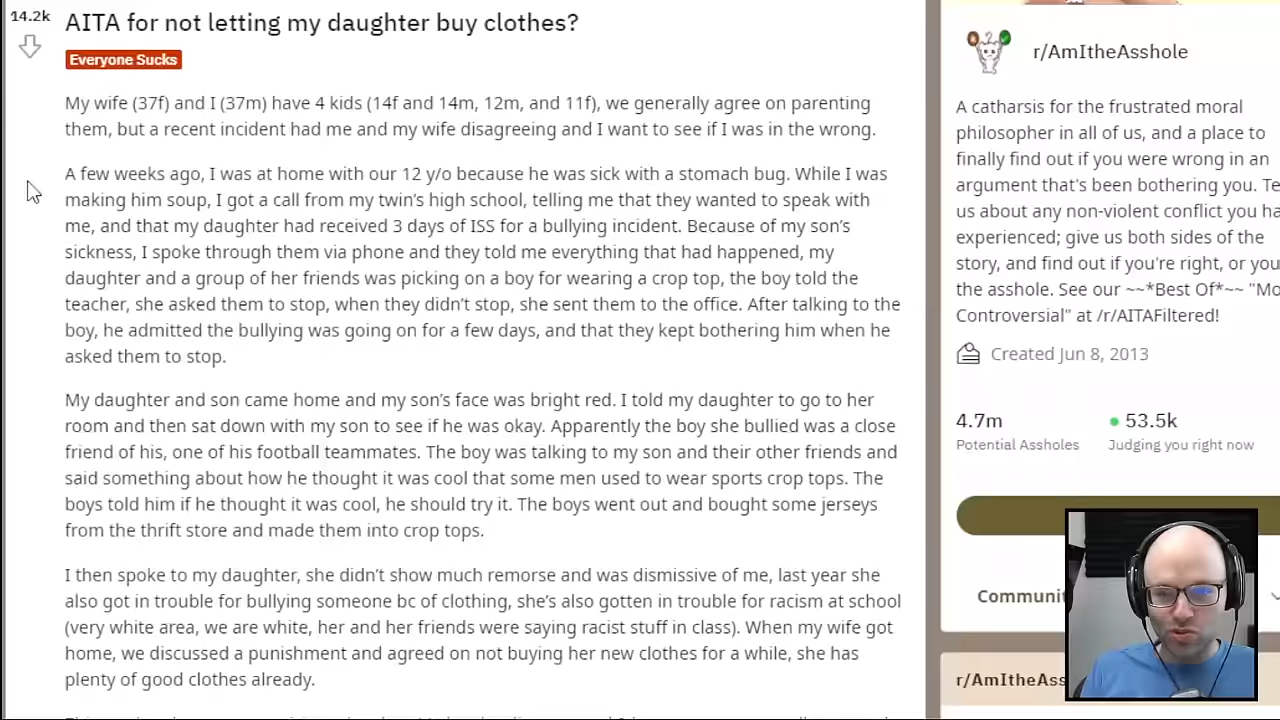 14.2k
AITA for not letting my daughter buy clothes?
Everyone Sucks
My wife (37f) and I (37m) have 4 kids (14f and 14m, 12m, and 11f), we generally agree on parenting
them, but a recent incident had me and my wife disagreeing and I want to see if I was in the wrong.
A few weeks ago, I was at home with our 12 y/o because he was sick with a stomach bug. While I was
making him soup, I got a call from my twin's high school, telling me that they wanted to speak with
me, and that my daughter had received 3 days of ISS for a bullying incident. Because of my son's
sickness, I spoke through them via phone and they told me everything that had happened, my
daughter and a group of her friends was picking on a boy for wearing a crop top, the boy told the
teacher, she asked them to stop, when they didn't stop, she sent them to the office. After talking to the
boy, he admitted the bullying was going on for a few days, and that they kept bothering him when he
asked them to stop.
My daughter and son came home and my son's face was bright red. I told my daughter to go to her
room and then sat down with my son to see if he was okay. Apparently the boy she bullied was a close
friend of his, one of his football teammates. The boy was talking to my son and their other friends and
said something about how he thought it was cool that some men used to wear sports crop tops. The
boys told him if he thought it was cool, he should try it. The boys went out and bought some jerseys
from the thrift store and made them into crop tops.
I then spoke to my daughter, she didn't show much remorse and was dismissive of me, last year she
also got in trouble for bullying someone bc of clothing, she's also gotten in trouble for racism at school
(very white area, we are white, her and her friends were saying racist stuff in class). When my wife got
home, we discussed a punishment and agreed on not buying her new clothes for a while, she has
plenty of good clothes already.
r/AmItheAsshole
A catharsis for the frustrated moral
philosopher in all of us, and a place to
finally find out if you were wrong in an
argument that's been bothering you. Te
us about any non-violent conflict you ha
experienced; give us both sides of the
story, and find out if you're right, or you
the asshole. See our ~~*Best Of*~~ "Mo
Controversial" at /r/AITAFiltered!
Created Jun 8, 2013
4.7m
53.5k
Potential Assholes
Judging you right now
Communi
r/AmItheAss